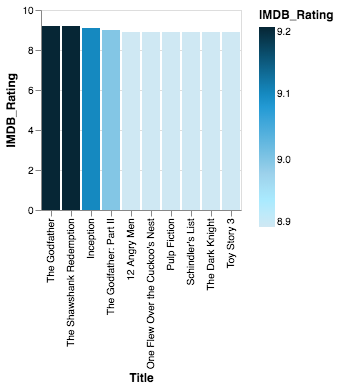 IMDB_Rating
10
8
6
4
2
0
IMDB_Rating
9.2
9.1
9.0
8.9
The Godfather
The Shawshank Redemption
Inception
The Godfather: Part II
12 Angry Men
One Flew Over the Cuckoo's Nest
Pulp Fiction
Schindler's List
The Dark Knight
Toy Story 3
Title